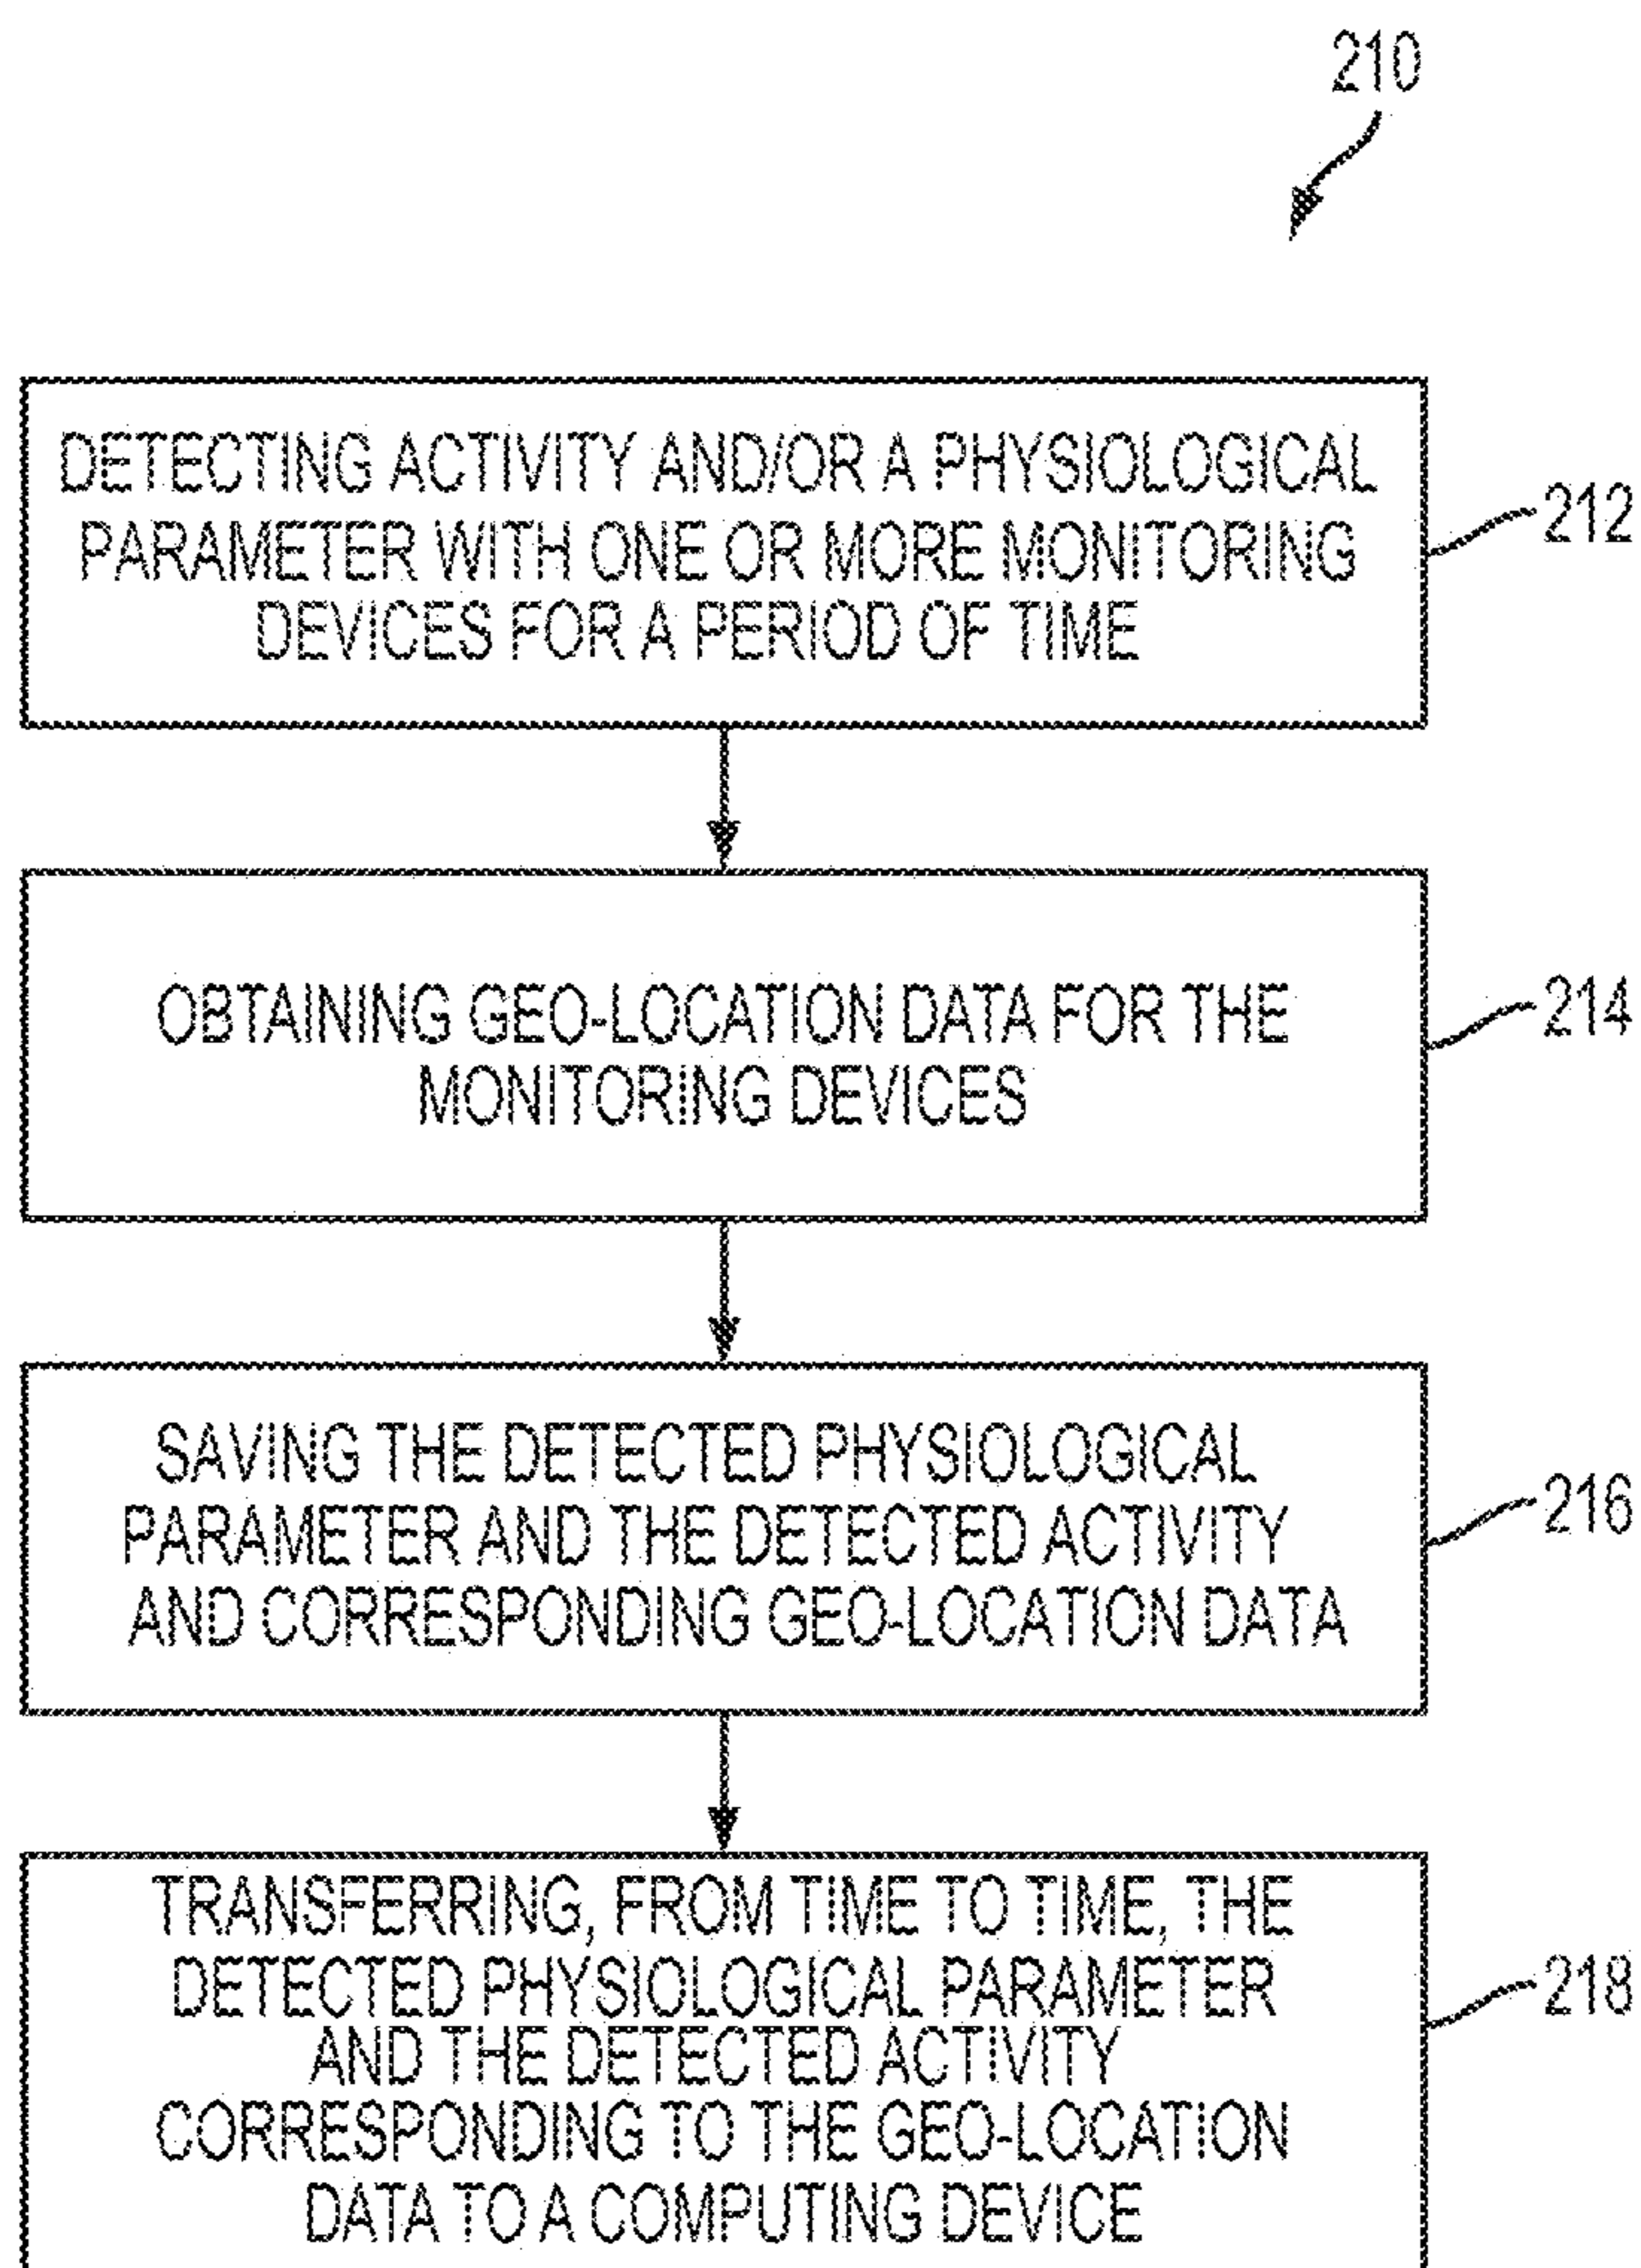 210
DETECTING ACTIVITY AND/OR A PHYSIOLOGICAL
PARAMETER WITH ONE OR MORE MONITORING
DEVICES FOR A PERIOD OF TIME
212
OBTAINING GEO-LOCATION DATA FOR THE
MONITORING DEVICES
214
SAVING THE DETECTED PHYSIOLOGICAL
PARAMETER AND THE DETECTED ACTIVITY
AND CORRESPONDING GEO-LOCATION DATA
216
TRANSFERRING, FROM TIME TO TIME, THE
DETECTED PHYSIOLOGICAL PARAMETER
AND THE DETECTED ACTIVITY
CORRESPONDING TO THE GEO-LOCATION
DATA TO A COMPUTING DEVICE
218